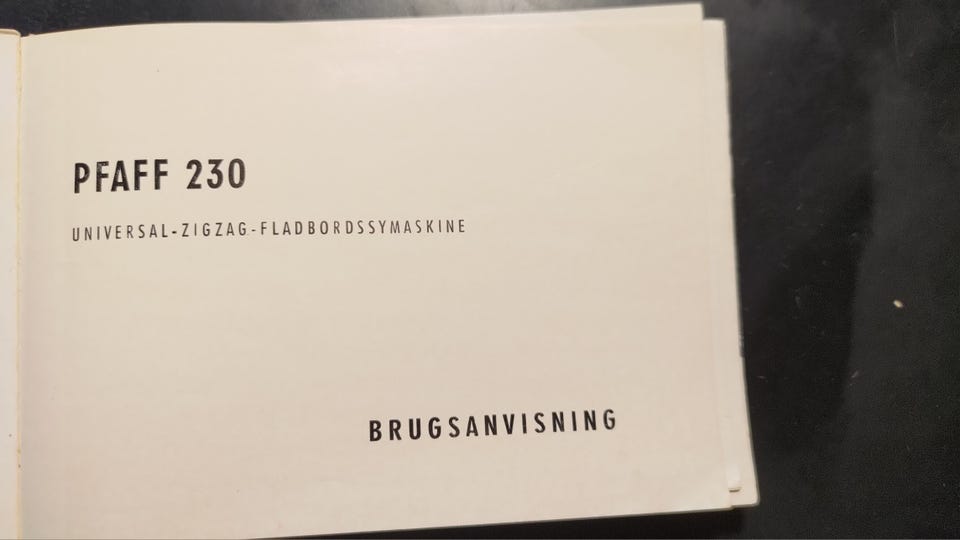 PFAFF 230
UNIVERSAL-ZIGZAG-FLADBORDSSYMASKINE
BRUGSANVISNING